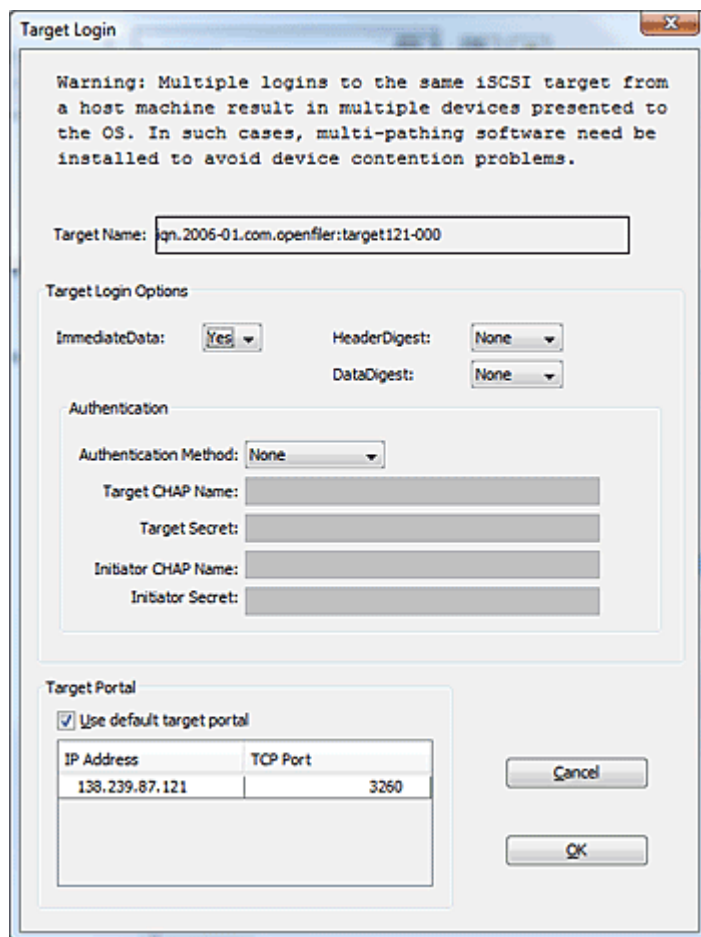 Target Login
Warning: Multiple logins to the same iSCSI target from
a host machine result in multiple devices presented to
the OS. In such cases, multi-pathing software need be
installed to avoid device contention problems.
Target Name: iqn.2006-01.com.openfiler:target121-000
Target Login Options
ImmediateData: Yes HeaderDigest: None
DataDigest: None
Authentication
Authentication Method: None
Target CHAP Name:
Target Secret:
Initiator CHAP Name:
Initiator Secret:
Target Portal
Use default target portal
IP Address TCP Port
138.239.87.121 3260
Cancel
OK